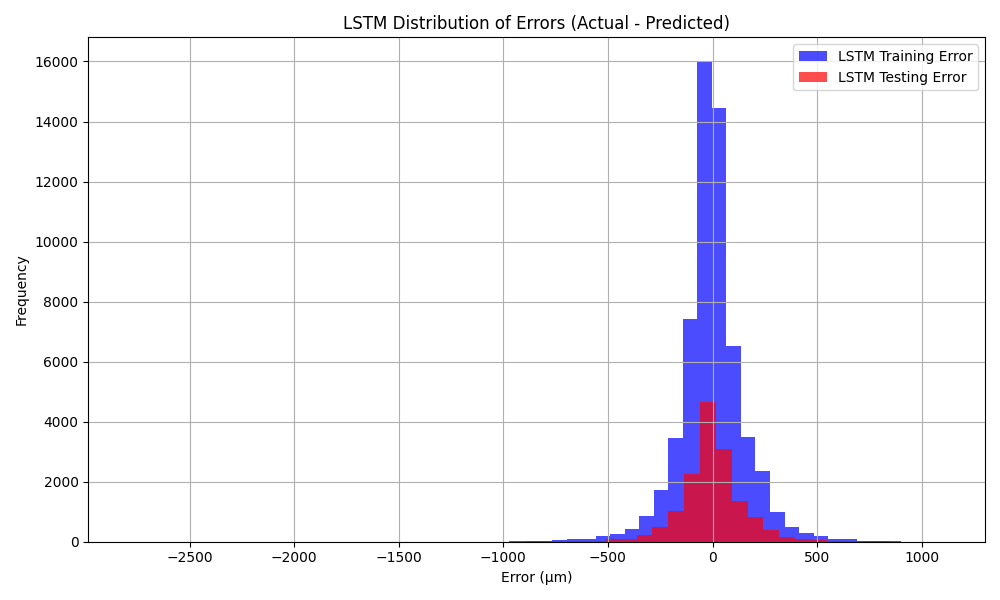 LSTM Distribution of Errors (Actual - Predicted)
LSTM Training Error
LSTM Testing Error
16000
14000
12000
10000
8000
6000
4000
2000
0
Frequency
−2500 −2000 −1500 −1000 −500 0 500 1000
Error (μm)